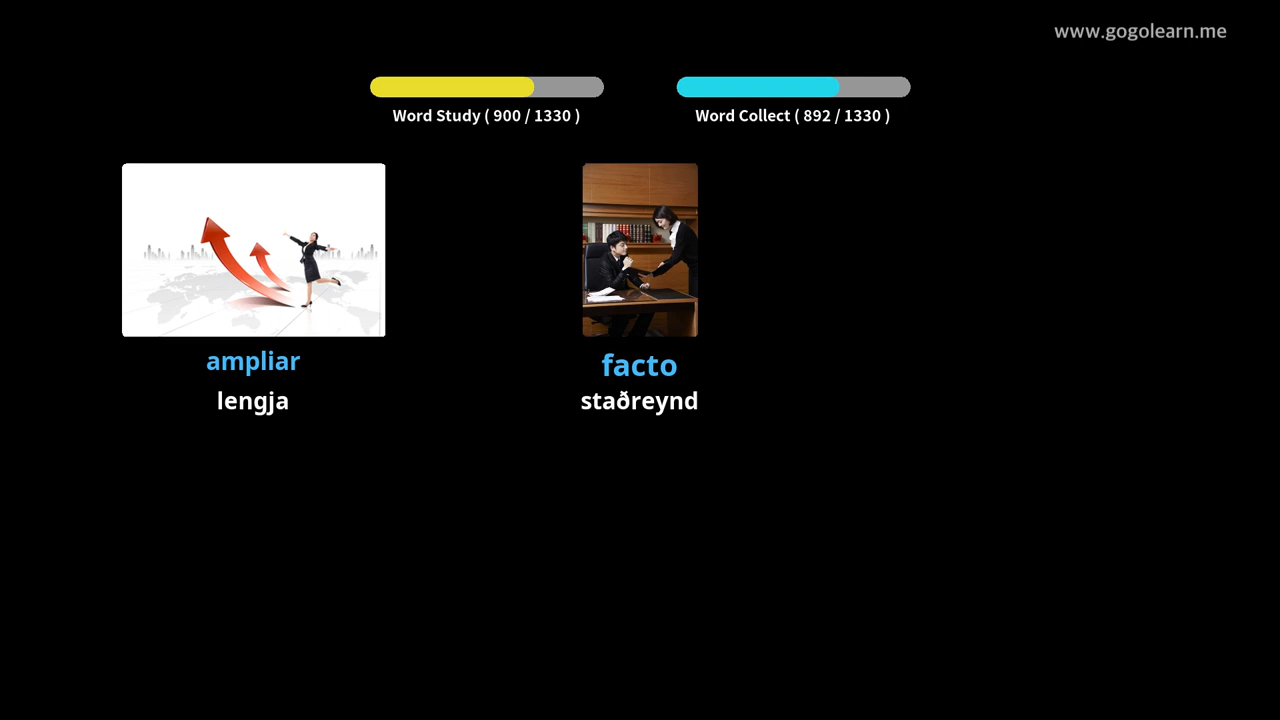 www.gogolearn.me
Word Study ( 900 / 1330 )
Word Collect ( 892 / 1330 )
ampliar
lengja
facto
staðreynd